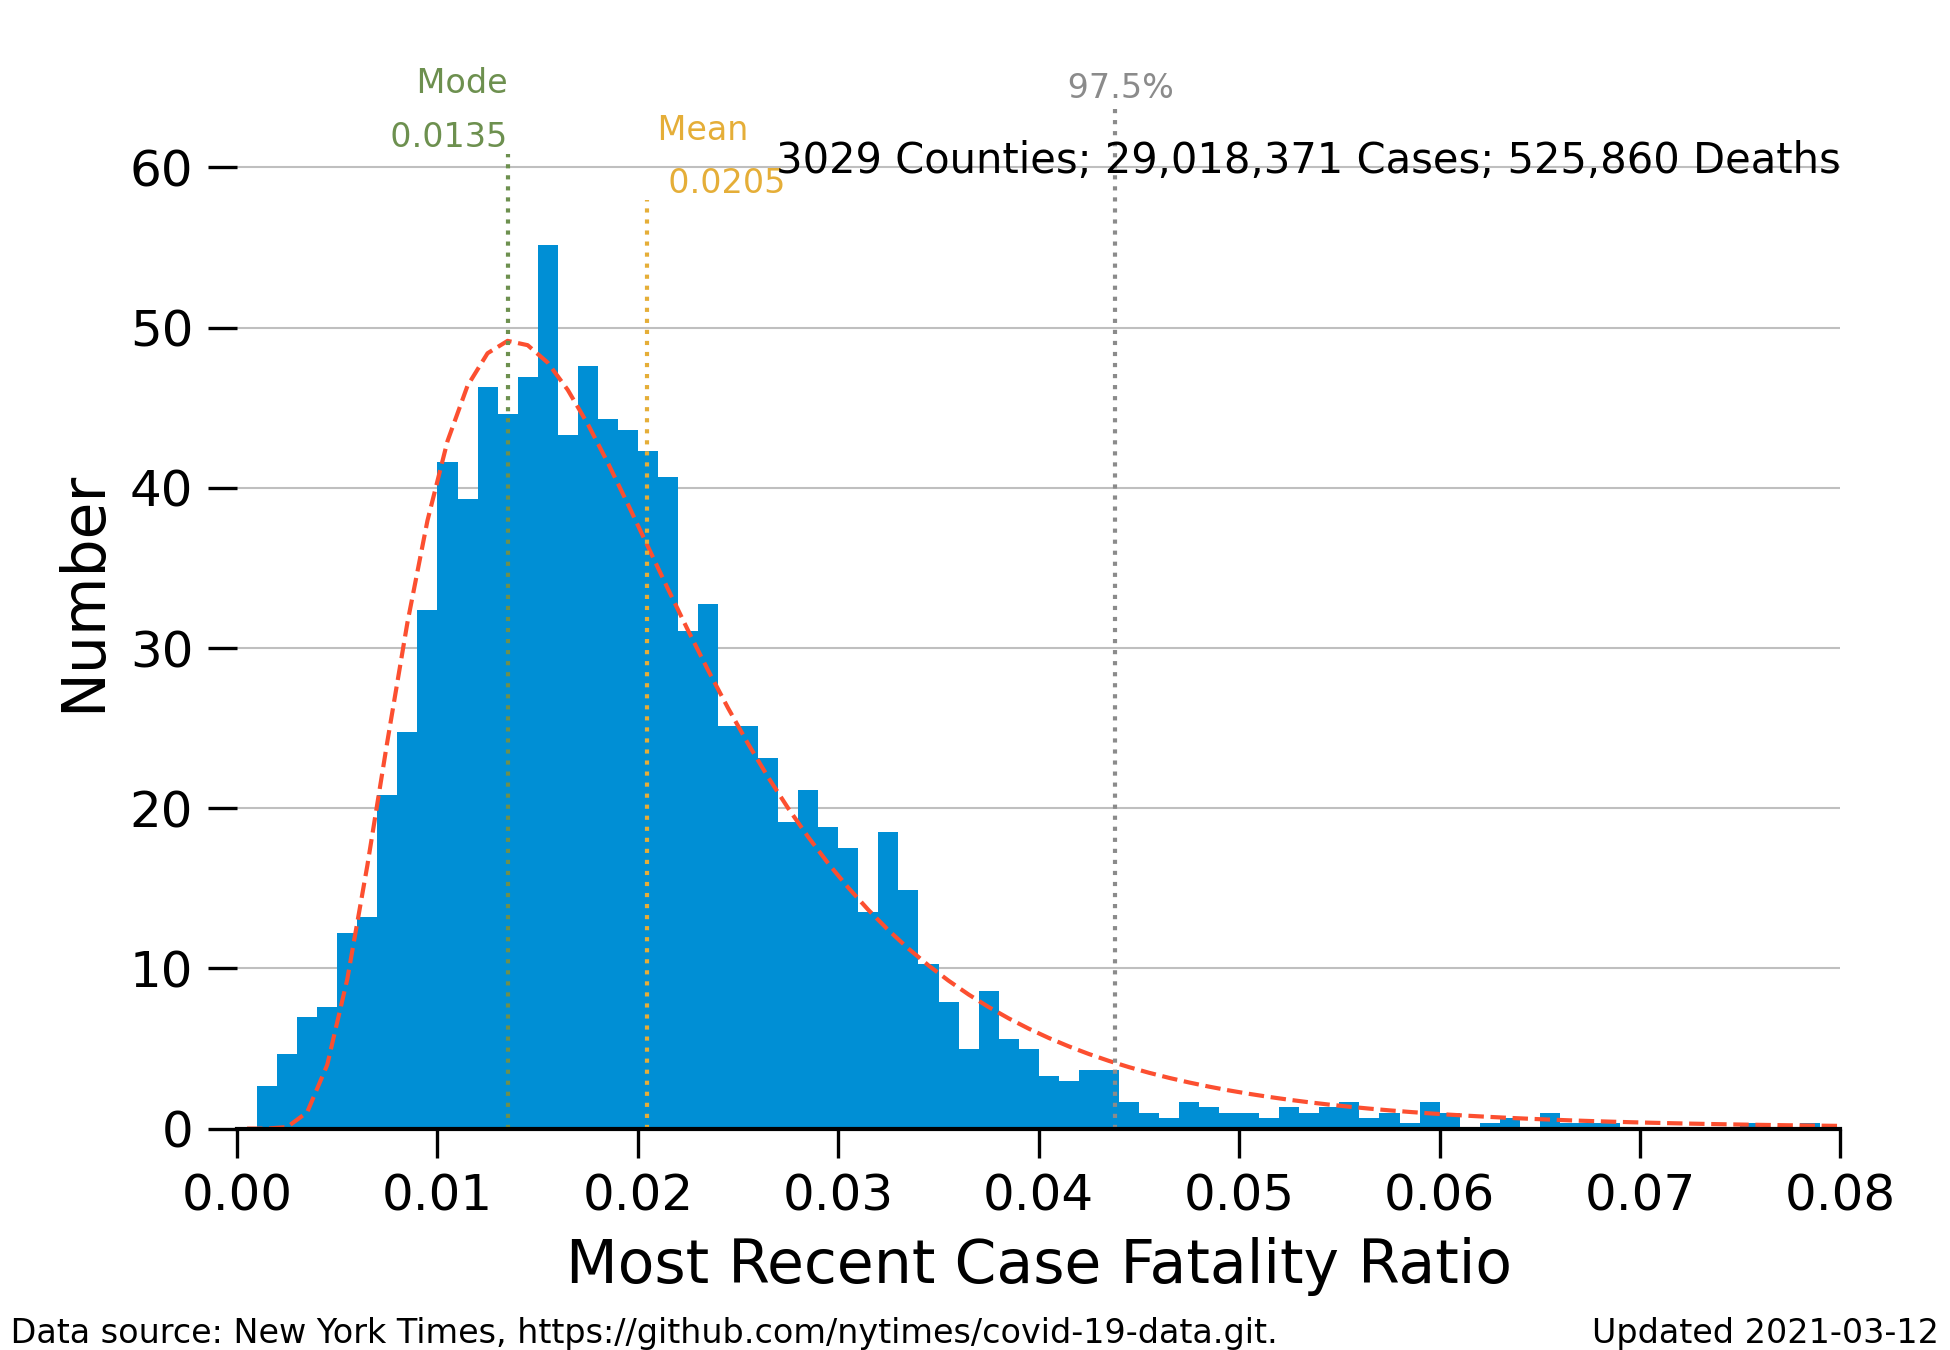 Mode
0.0135
97.5%
Mean
0.0205
3029 Counties; 29,018,371 Cases; 525,860 Deaths
60
50
40
30
20
10
0
Number
0.00 0.01 0.02 0.03 0.04 0.05 0.06 0.07 0.08
Most Recent Case Fatality Ratio
Data source: New York Times, https://github.com/nytimes/covid-19-data.git.
Updated 2021-03-12